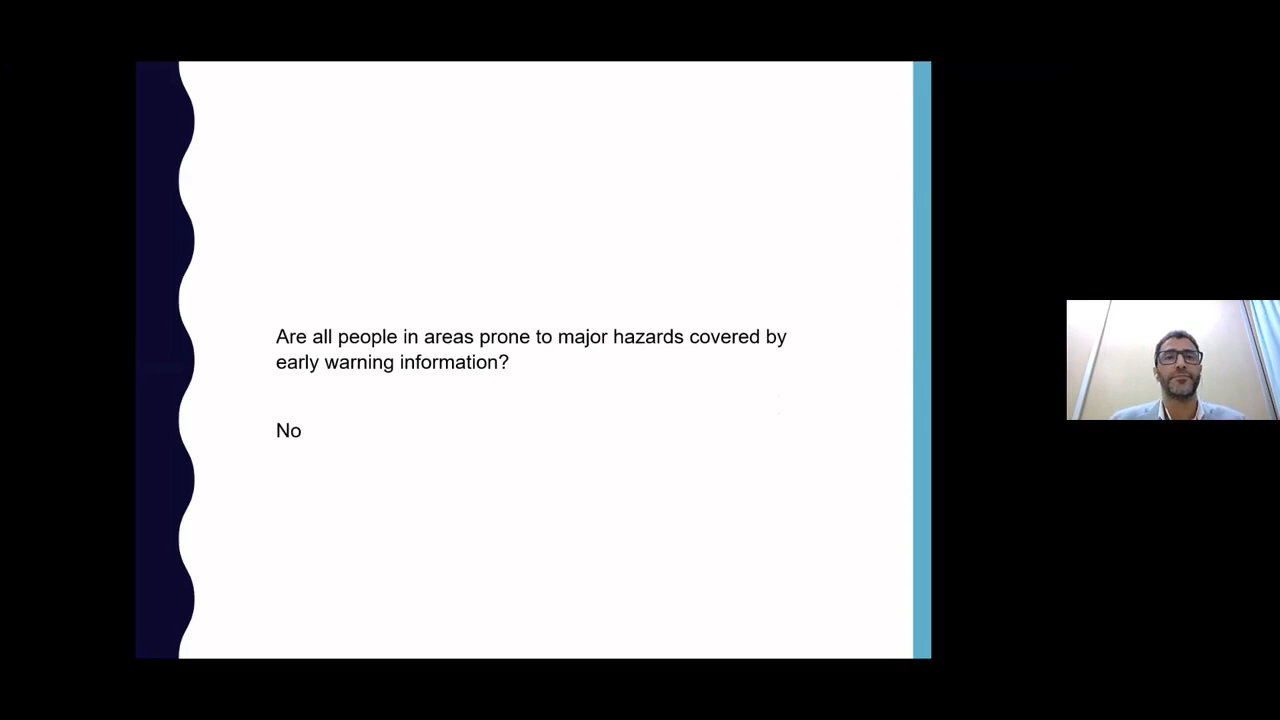 Are all people in areas prone to major hazards covered by
early warning information?
No